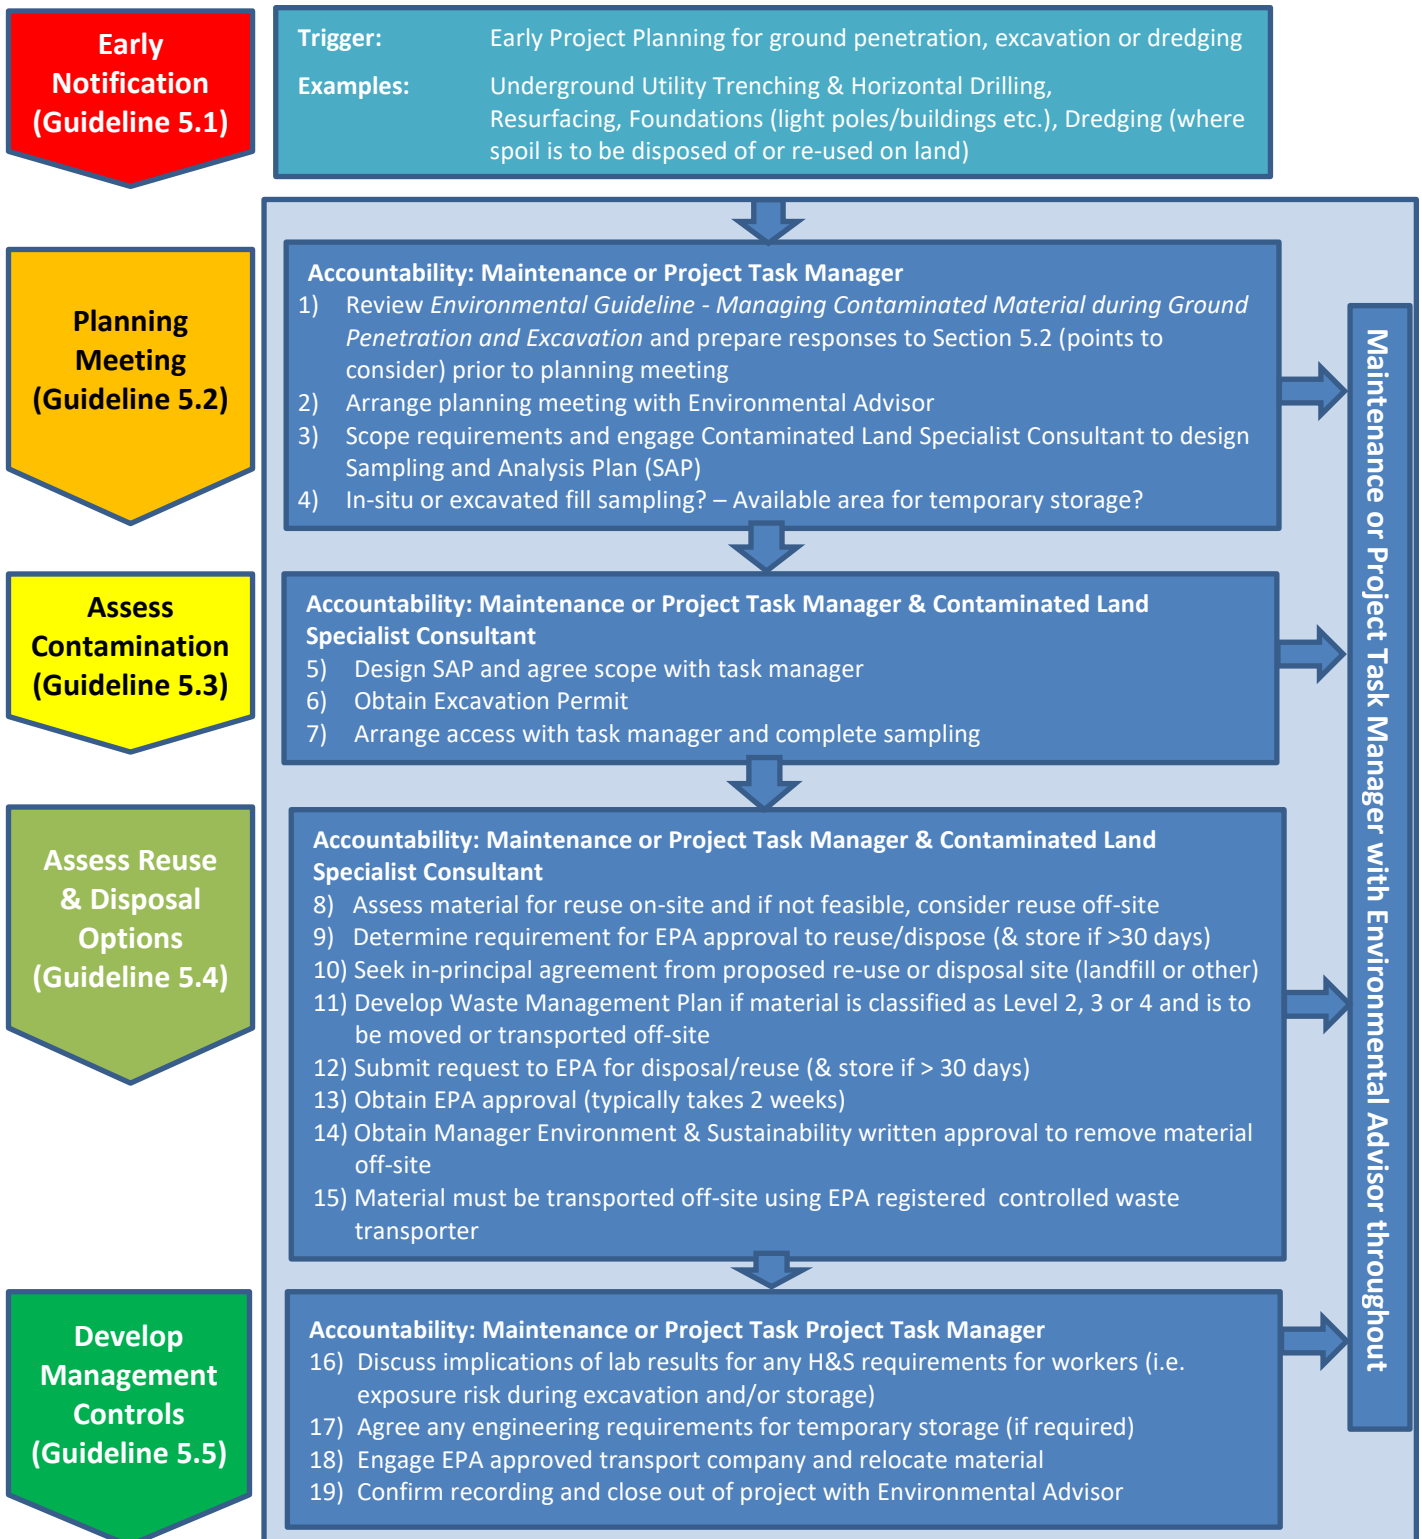 Early
Notification
(Guideline 5.1)
Trigger: Early Project Planning for ground penetration, excavation or dredging
Examples: Underground Utility Trenching & Horizontal Drilling,
Resurfacing, Foundations (light poles/buildings etc.), Dredging (where
spoil is to be disposed of or re-used on land)
Planning
Meeting
(Guideline 5.2)
Accountability: Maintenance or Project Task Manager
1) Review Environmental Guideline - Managing Contaminated Material during Ground
Penetration and Excavation and prepare responses to Section 5.2 (points to
consider) prior to planning meeting
2) Arrange planning meeting with Environmental Advisor
3) Scope requirements and engage Contaminated Land Specialist Consultant to design
Sampling and Analysis Plan (SAP)
4) In-situ or excavated fill sampling? – Available area for temporary storage?
Assess
Contamination
(Guideline 5.3)
Accountability: Maintenance or Project Task Manager & Contaminated Land
Specialist Consultant
5) Design SAP and agree scope with task manager
6) Obtain Excavation Permit
7) Arrange access with task manager and complete sampling
Assess Reuse
& Disposal
Options
(Guideline 5.4)
Accountability: Maintenance or Project Task Manager & Contaminated Land
Specialist Consultant
8) Assess material for reuse on-site and if not feasible, consider reuse off-site
9) Determine requirement for EPA approval to reuse/dispose (& store if >30 days)
10) Seek in-principal agreement from proposed re-use or disposal site (landfill or other)
11) Develop Waste Management Plan if material is classified as Level 2, 3 or 4 and is to
be moved or transported off-site
12) Submit request to EPA for disposal/reuse (& store if > 30 days)
13) Obtain EPA approval (typically takes 2 weeks)
14) Obtain Manager Environment & Sustainability written approval to remove material
off-site
15) Material must be transported off-site using EPA registered controlled waste
transporter
Develop
Management
Controls
(Guideline 5.5)
Accountability: Maintenance or Project Task Project Task Manager
16) Discuss implications of lab results for any H&S requirements for workers (i.e.
exposure risk during excavation and/or storage)
17) Agree any engineering requirements for temporary storage (if required)
18) Engage EPA approved transport company and relocate material
19) Confirm recording and close out of project with Environmental Advisor
Maintenance or Project Task Manager with Environmental Advisor throughout